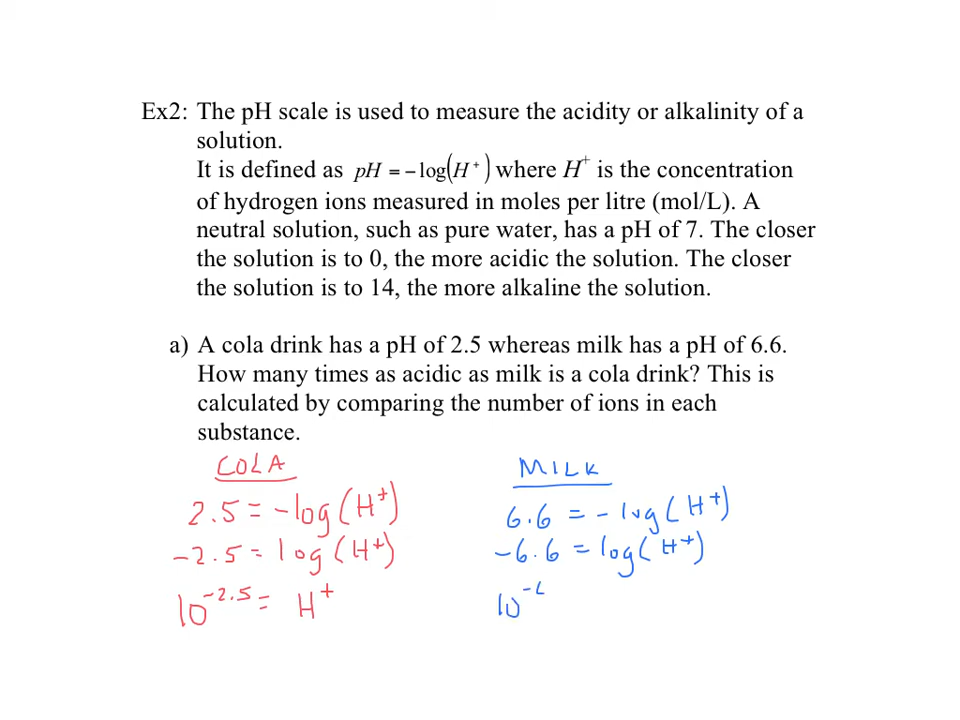 Ex2: The pH scale is used to measure the acidity or alkalinity of a
solution.
It is defined as pH = −log(H⁺) where H⁺ is the concentration
of hydrogen ions measured in moles per litre (mol/L). A
neutral solution, such as pure water, has a pH of 7. The closer
the solution is to 0, the more acidic the solution. The closer
the solution is to 14, the more alkaline the solution.
a) A cola drink has a pH of 2.5 whereas milk has a pH of 6.6.
How many times as acidic as milk is a cola drink? This is
calculated by comparing the number of ions in each
substance.
COLA
2.5 = −log(H⁺)
−2.5 = log(H⁺)
10^−2.5 = H⁺
MILK
6.6 = −log(H⁺)
−6.6 = log(H⁺)
10^−